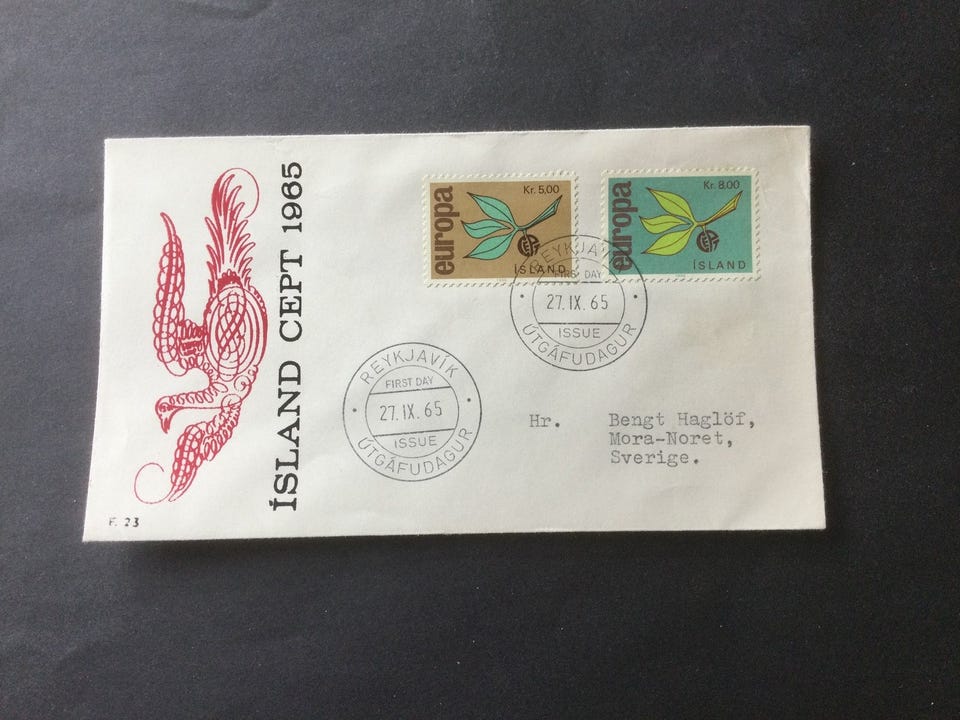 ÍSLAND CEPT 1965
F. 23
europa
Kr. 5,00
ÍSLAND
europa
Kr. 8,00
ÍSLAND
REYKJAVÍK
FIRST DAY
27. IX. 65
ISSUE
ÚTGÁFUDAGUR
REYKJAVÍK
FIRST DAY
27. IX. 65
ISSUE
ÚTGÁFUDAGUR
Hr. Bengt Haglöf,
Mora-Noret,
Sverige.